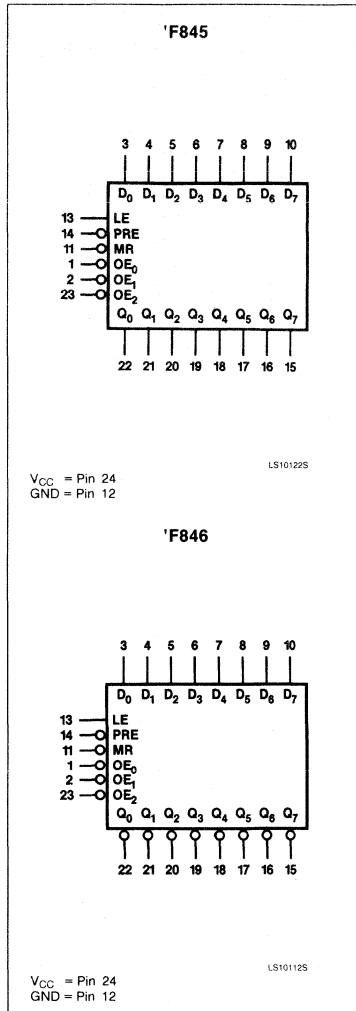 'F845
3 4 5 6 7 8 9 10
D0 D1 D2 D3 D4 D5 D6 D7
13 LE
14 PRE
11 MR
1 OE0
2 OE1
23 OE2
Q0 Q1 Q2 Q3 Q4 Q5 Q6 Q7
22 21 20 19 18 17 16 15
LS10122S
VCC = Pin 24
GND = Pin 12
'F846
3 4 5 6 7 8 9 10
D0 D1 D2 D3 D4 D5 D6 D7
13 LE
14 PRE
11 MR
1 OE0
2 OE1
23 OE2
Q0 Q1 Q2 Q3 Q4 Q5 Q6 Q7
22 21 20 19 18 17 16 15
LS10112S
VCC = Pin 24
GND = Pin 12